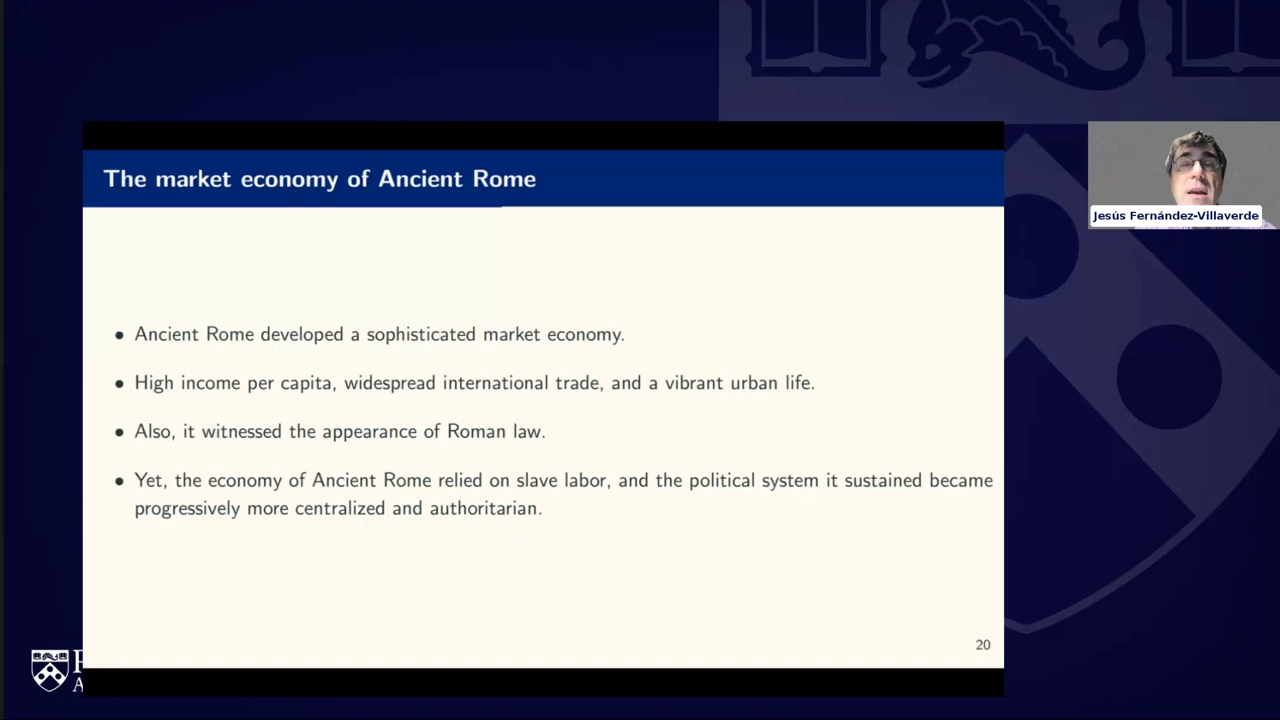 The market economy of Ancient Rome
Jesús Fernández-Villaverde
• Ancient Rome developed a sophisticated market economy.
• High income per capita, widespread international trade, and a vibrant urban life.
• Also, it witnessed the appearance of Roman law.
• Yet, the economy of Ancient Rome relied on slave labor, and the political system it sustained became
progressively more centralized and authoritarian.
20